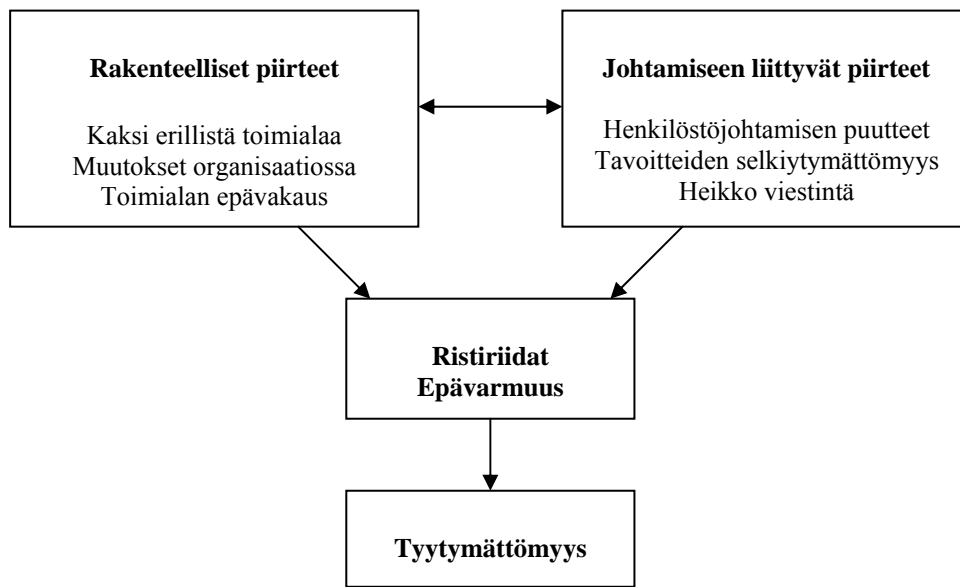 Rakenteelliset piirteet
Kaksi erillistä toimialaa
Muutokset organisaatiossa
Toimialan epävakaus
Johtamiseen liittyvät piirteet
Henkilöstöjohtamisen puutteet
Tavoitteiden selkiytymättömyys
Heikko viestintä
Ristiriidat
Epävarmuus
Tyytymättömyys